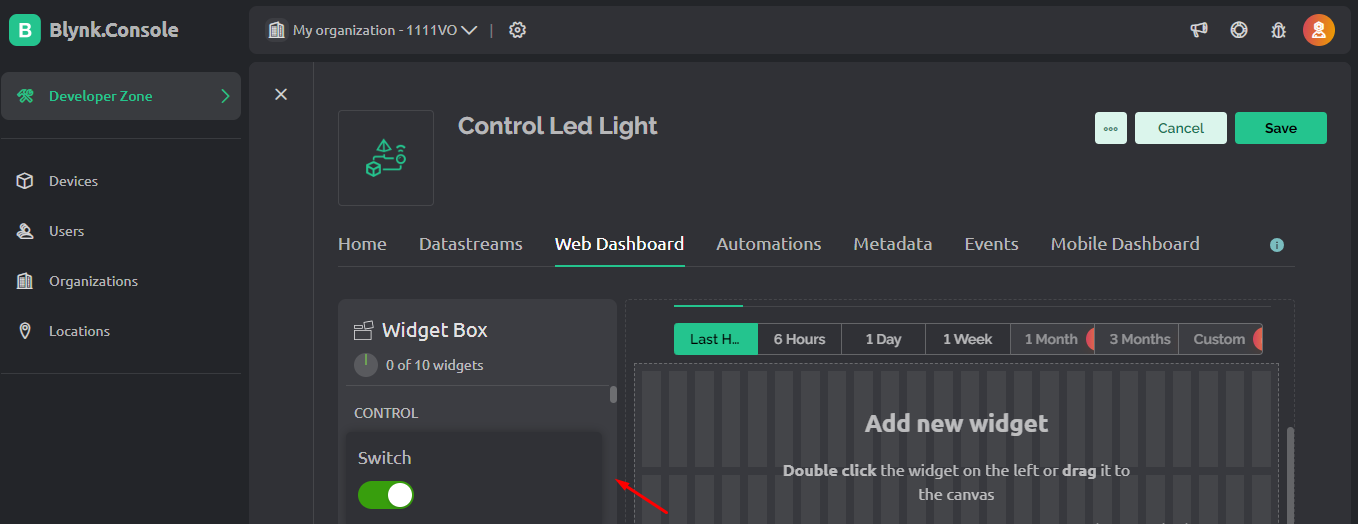 B Blynk.Console
My organization - 1111VO |
Developer Zone
Control Led Light
Cancel
Save
Devices
Users
Organizations
Locations
Home Datastreams Web Dashboard Automations Metadata Events Mobile Dashboard
Widget Box
0 of 10 widgets
CONTROL
Switch
Last H... 6 Hours 1 Day 1 Week 1 Month 3 Months Custom
Add new widget
Double click the widget on the left or drag it to
the canvas